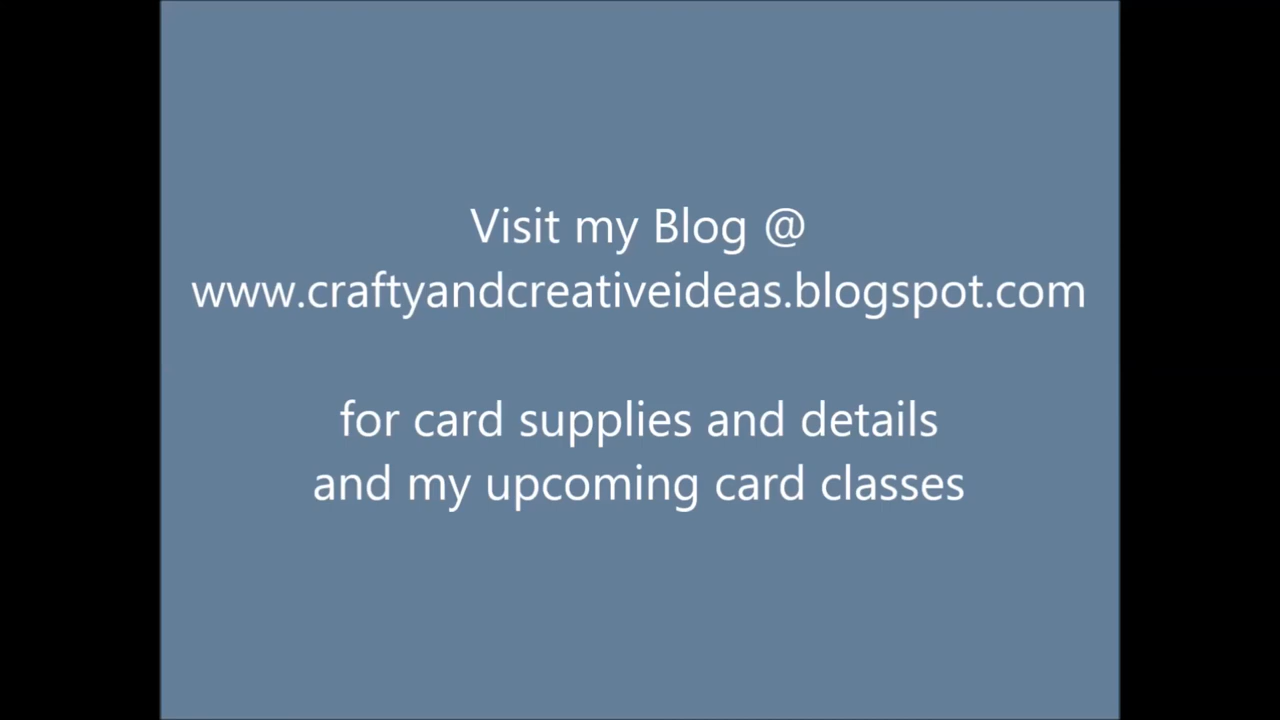 Visit my Blog @
www.craftyandcreativeideas.blogspot.com
for card supplies and details
and my upcoming card classes